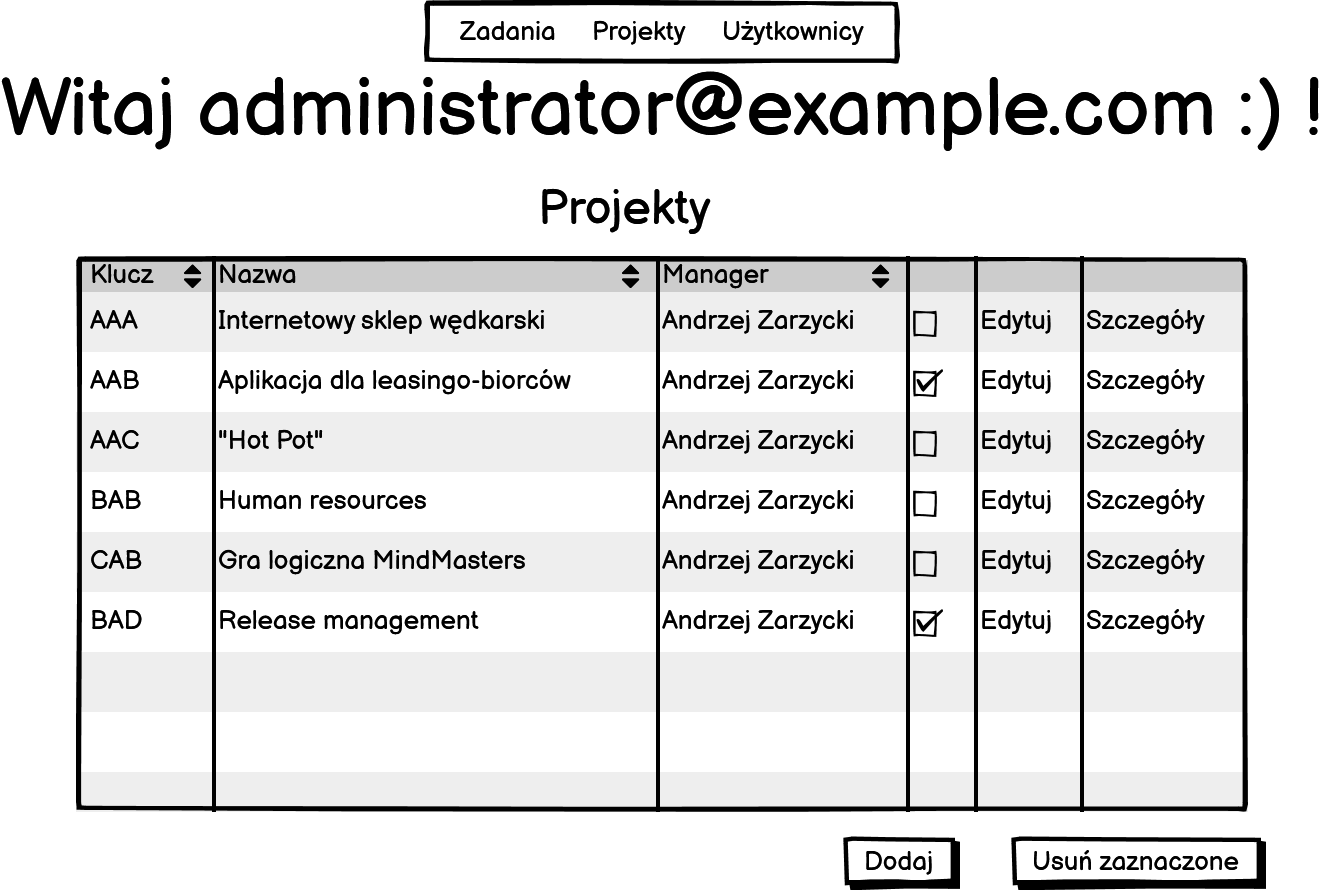 Zadania Projekty Użytkownicy
Witaj administrator@example.com :) !
Projekty
Klucz Nazwa Manager
AAA Internetowy sklep wędkarski Andrzej Zarzycki Edytuj Szczegóły
AAB Aplikacja dla leasingo-biorców Andrzej Zarzycki Edytuj Szczegóły
AAC "Hot Pot" Andrzej Zarzycki Edytuj Szczegóły
BAB Human resources Andrzej Zarzycki Edytuj Szczegóły
CAB Gra logiczna MindMasters Andrzej Zarzycki Edytuj Szczegóły
BAD Release management Andrzej Zarzycki Edytuj Szczegóły
Dodaj Usuń zaznaczone